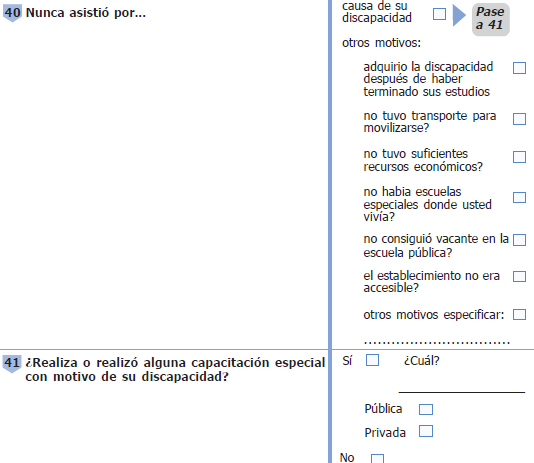 40 Nunca asistió por...
causa de su
discapacidad
Pase
a 41
otros motivos:
adquirio la discapacidad
después de haber
terminado sus estudios
no tuvo transporte para
movilizarse?
no tuvo suficientes
recursos económicos?
no habia escuelas
especiales donde usted
vivía?
no consiguió vacante en la
escuela pública?
el establecimiento no era
accesible?
otros motivos especificar:
................................
41 ¿Realiza o realizó alguna capacitación especial
con motivo de su discapacidad?
Sí ¿Cuál?
Pública
Privada
No